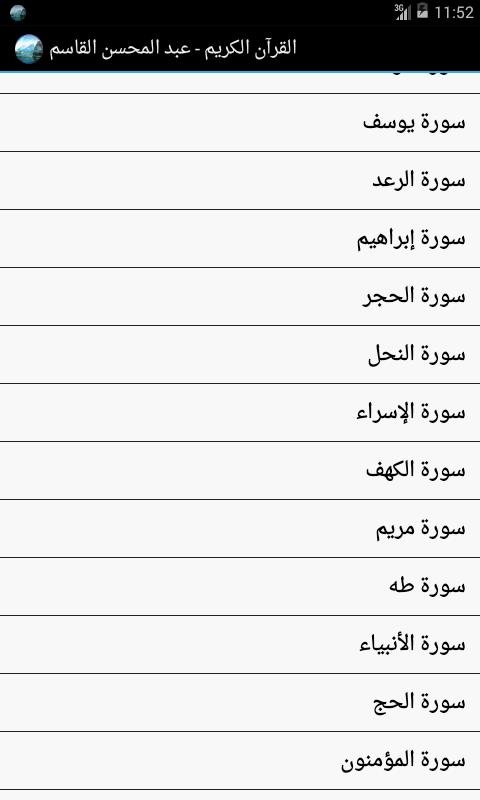 3G 11:52
القرآن الكريم - عبد المحسن القاسم
سورة يوسف
سورة الرعد
سورة إبراهيم
سورة الحجر
سورة النحل
سورة الإسراء
سورة الكهف
سورة مريم
سورة طه
سورة الأنبياء
سورة الحج
سورة المؤمنون